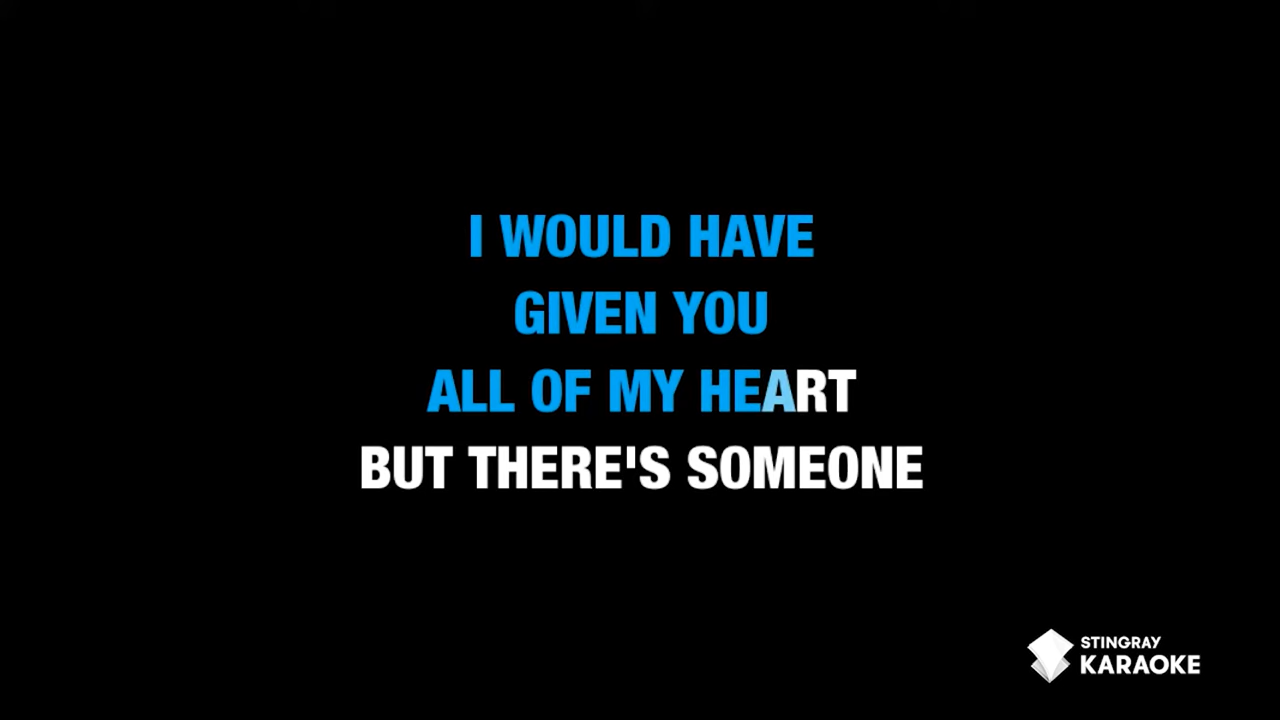 I WOULD HAVE
GIVEN YOU
ALL OF MY HEART
BUT THERE'S SOMEONE
STINGRAY
KARAOKE